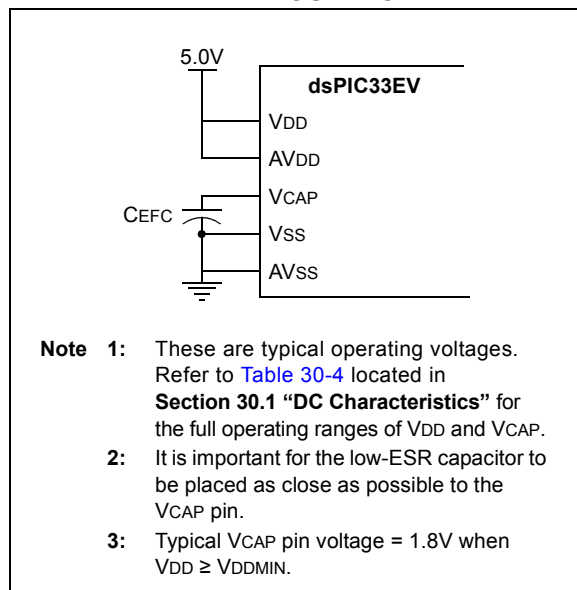 5.0V
dsPIC33EV
VDD
AVDD
VCAP
CEFC
VSS
AVSS
Note 1: These are typical operating voltages.
Refer to Table 30-4 located in
Section 30.1 “DC Characteristics” for
the full operating ranges of VDD and VCAP.
2: It is important for the low-ESR capacitor to
be placed as close as possible to the
VCAP pin.
3: Typical VCAP pin voltage = 1.8V when
VDD ≥ VDDMIN.